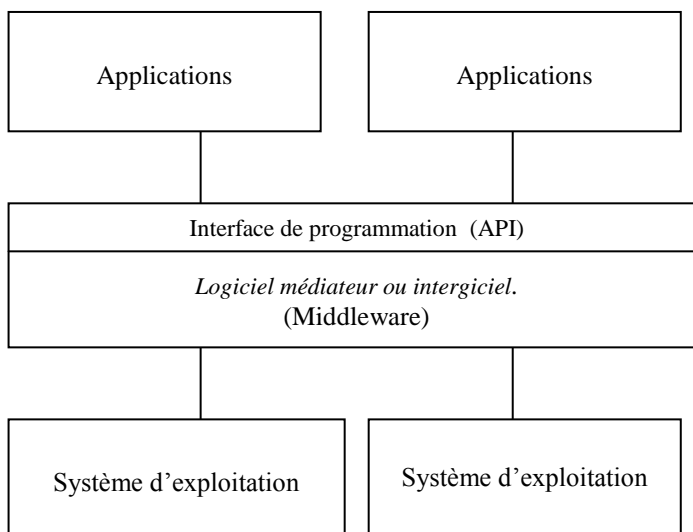 Applications
Applications
Interface de programmation (API)
Logiciel médiateur ou intergiciel.
(Middleware)
Système d’exploitation
Système d’exploitation